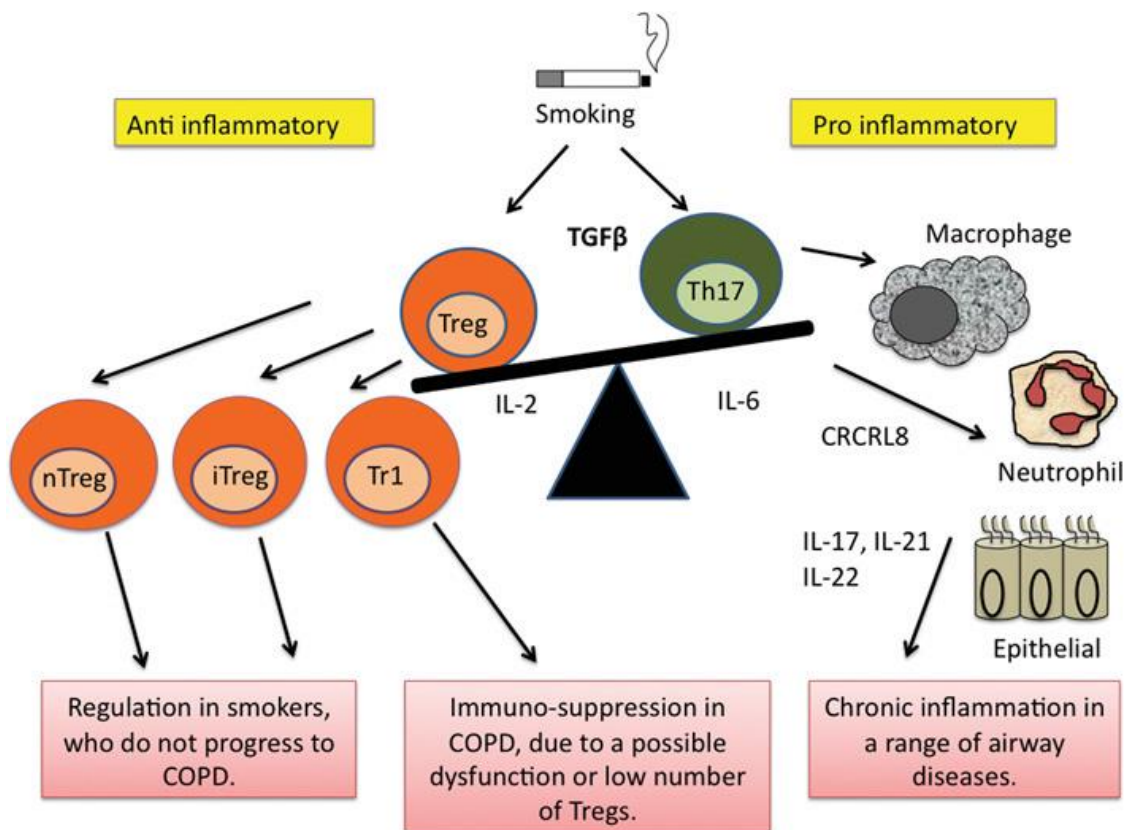 Smoking
Anti inflammatory
Pro inflammatory
TGFβ
Macrophage
Th17
Treg
IL-2
IL-6
CRCRL8
Neutrophil
nTreg
iTreg
Tr1
IL-17, IL-21
IL-22
Epithelial
Regulation in smokers,
who do not progress to
COPD.
Immuno-suppression in
COPD, due to a possible
dysfunction or low number
of Tregs.
Chronic inflammation in
a range of airway
diseases.